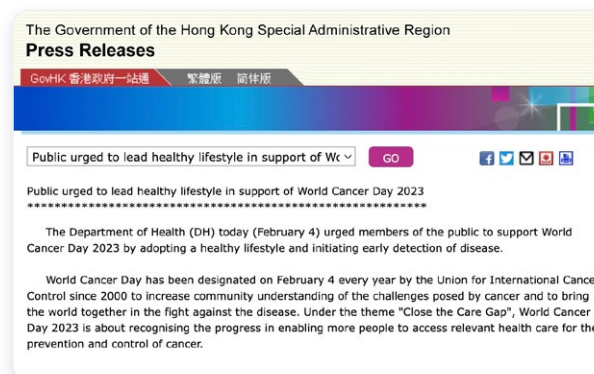 The Government of the Hong Kong Special Administrative Region
Press Releases
GovHK 香港政府一站通 繁體版 简体版
Public urged to lead healthy lifestyle in support of Wo GO
Public urged to lead healthy lifestyle in support of World Cancer Day 2023
************************************************************
The Department of Health (DH) today (February 4) urged members of the public to support World
Cancer Day 2023 by adopting a healthy lifestyle and initiating early detection of disease.
World Cancer Day has been designated on February 4 every year by the Union for International Cance
Control since 2000 to increase community understanding of the challenges posed by cancer and to bring
the world together in the fight against the disease. Under the theme "Close the Care Gap", World Cancer
Day 2023 is about recognising the progress in enabling more people to access relevant health care for the
prevention and control of cancer.